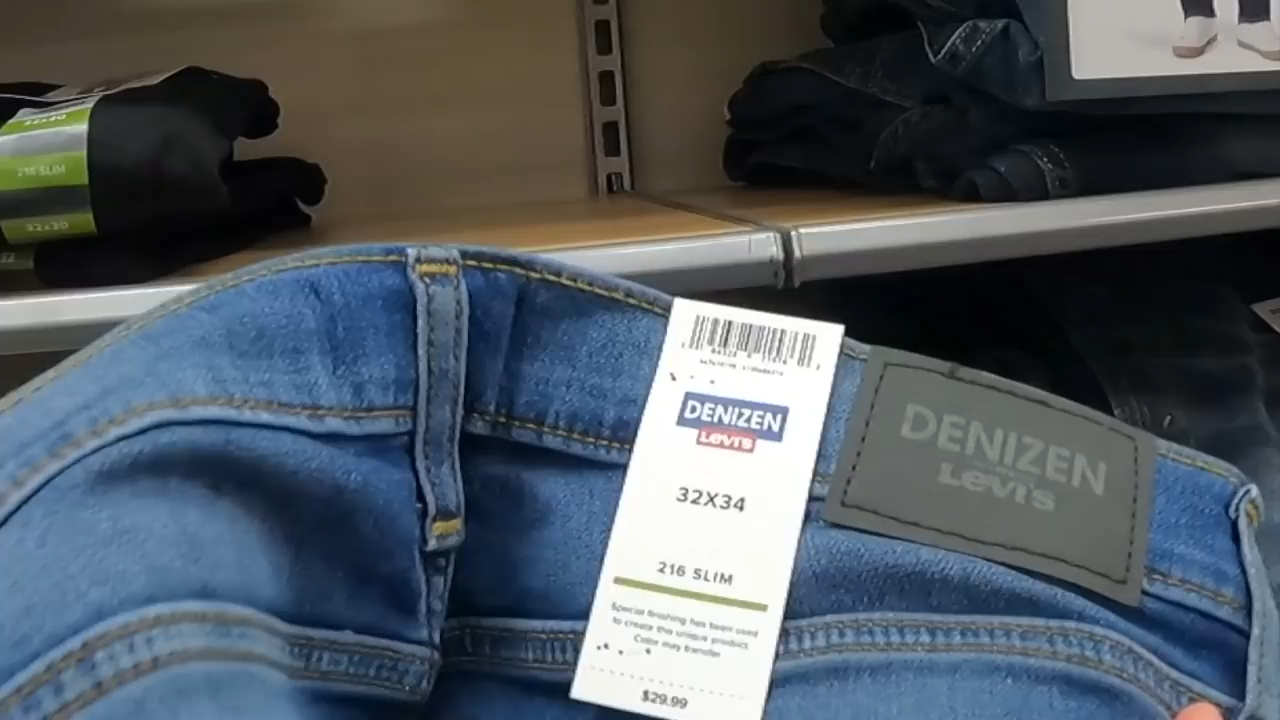 216 SLIM
32x30
DENIZEN
Levi's
32X34
216 SLIM
Special finishing has been used
to create this unique product.
Color may transfer.
$29.99
DENIZEN
Levi's